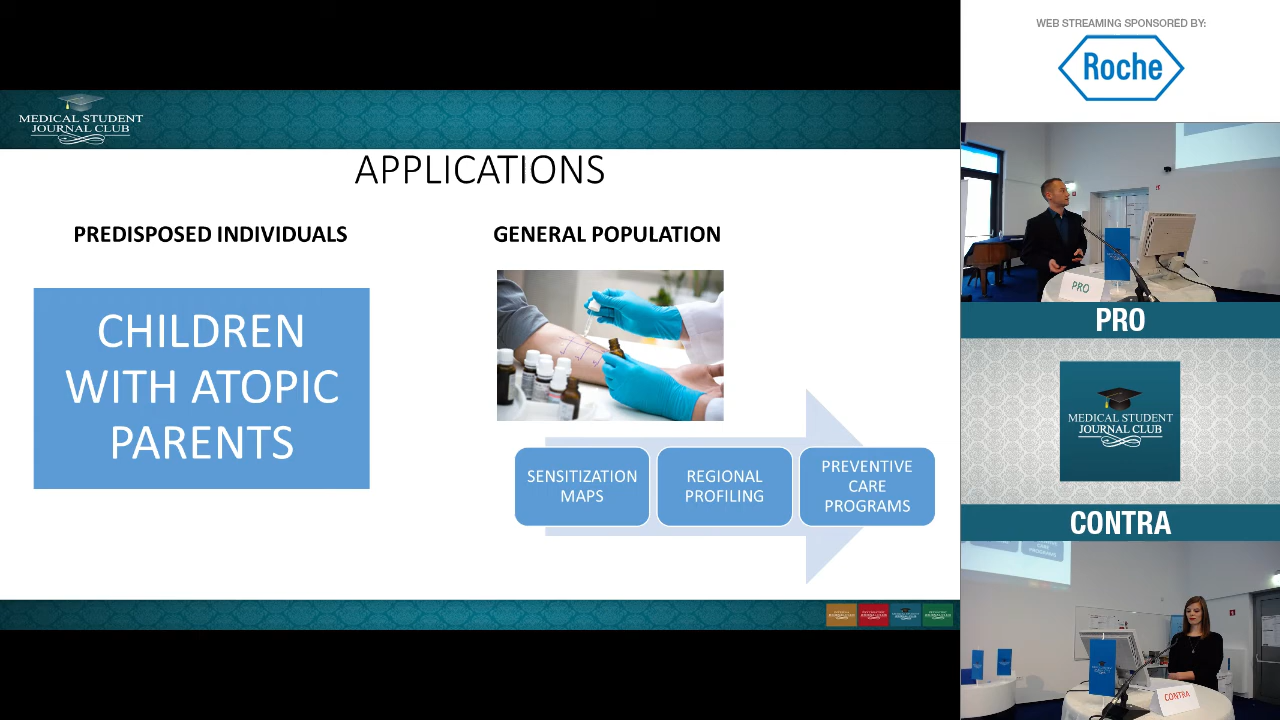 MEDICAL STUDENT
JOURNAL CLUB
APPLICATIONS
PREDISPOSED INDIVIDUALS
CHILDREN
WITH ATOPIC
PARENTS
GENERAL POPULATION
SENSITIZATION
MAPS
REGIONAL
PROFILING
PREVENTIVE
CARE
PROGRAMS
WEB STREAMING SPONSORED BY:
Roche
PRO
PRO
MEDICAL STUDENT
JOURNAL CLUB
CONTRA
CONTRA